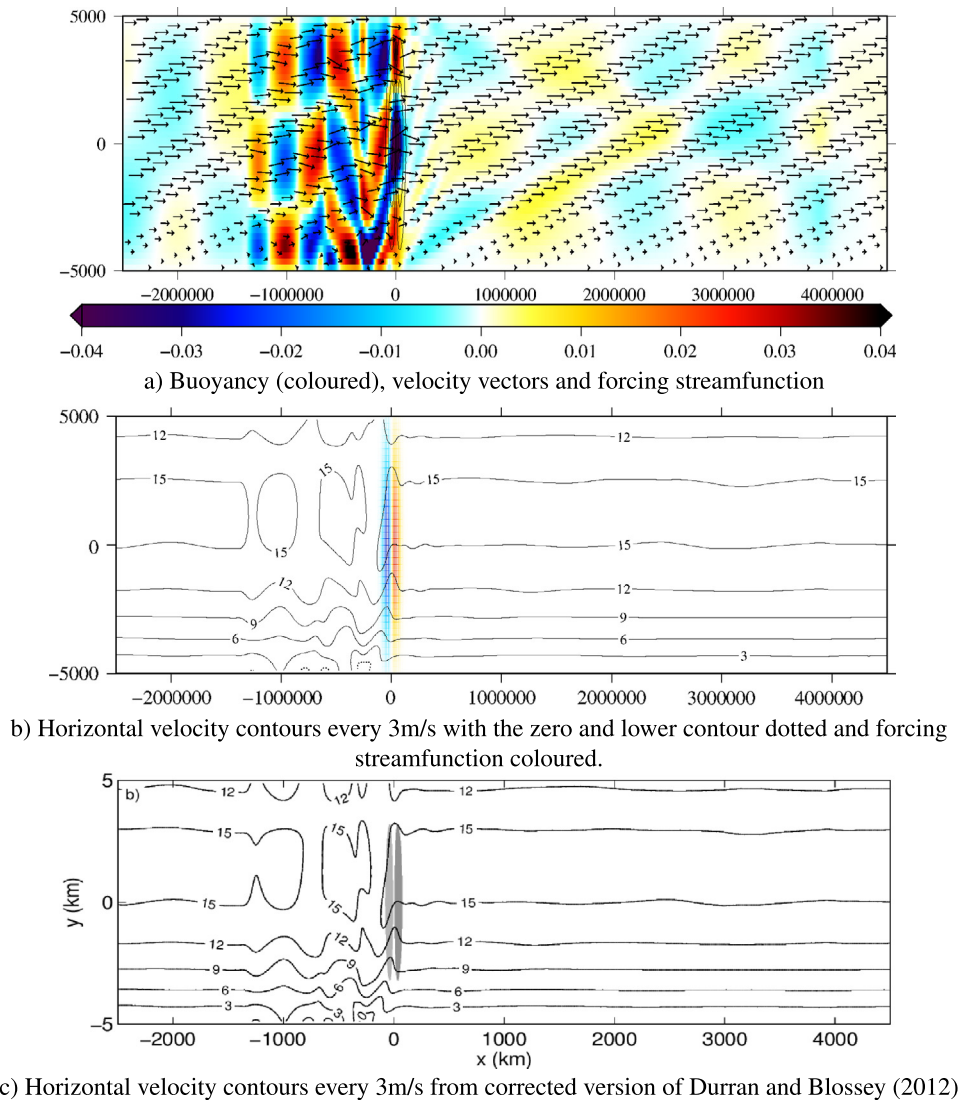 5000
0
−5000
−2000000 −1000000 0 1000000 2000000 3000000 4000000
−0.04 −0.03 −0.02 −0.01 0.00 0.01 0.02 0.03 0.04
a) Buoyancy (coloured), velocity vectors and forcing streamfunction
5000
12 12
15 15 15 15
0
15 15
12 12
9 9
6 6
3
−5000
−2000000 −1000000 0 1000000 2000000 3000000 4000000
b) Horizontal velocity contours every 3m/s with the zero and lower contour dotted and forcing
streamfunction coloured.
5
b) 12 12 12
15 15 15
y (km)
0
15 15 15
12 12 12
9 9 9
6 6 6
3 3 3 3
−5
−2000 −1000 0 1000 2000 3000 4000
x (km)
c) Horizontal velocity contours every 3m/s from corrected version of Durran and Blossey (2012)